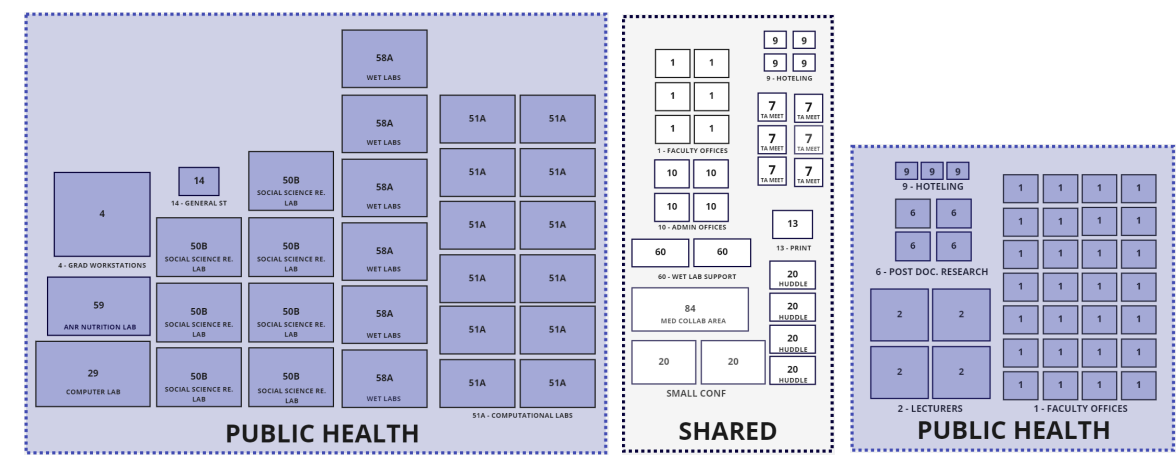 58A
WET LABS
58A
WET LABS
58A
WET LABS
58A
WET LABS
58A
WET LABS
58A
WET LABS
51A 51A
51A 51A
51A 51A
51A 51A
51A 51A
51A 51A
51A - COMPUTATIONAL LABS
50B
SOCIAL SCIENCE RE.
LAB
50B
SOCIAL SCIENCE RE.
LAB
50B
SOCIAL SCIENCE RE.
LAB
50B
SOCIAL SCIENCE RE.
LAB
50B
SOCIAL SCIENCE RE.
LAB
50B
SOCIAL SCIENCE RE.
LAB
50B
SOCIAL SCIENCE RE.
LAB
14
14 - GENERAL ST
4
4 - GRAD WORKSTATIONS
59
ANR NUTRITION LAB
29
COMPUTER LAB
PUBLIC HEALTH
1 1
1 1
1 1
1 - FACULTY OFFICES
10 10
10 10
10 - ADMIN OFFICES
60 60
60 - WET LAB SUPPORT
84
MED COLLAB AREA
20 20
SMALL CONF
9 9
9 9
9 - HOTELING
7 7
TA MEET TA MEET
7 7
TA MEET TA MEET
7 7
TA MEET TA MEET
13
13 - PRINT
20
HUDDLE
20
HUDDLE
20
HUDDLE
20
HUDDLE
SHARED
9 9 9
9 - HOTELING
6 6
6 6
6 - POST DOC. RESEARCH
2 2
2 2
2 - LECTURERS
1 1 1 1
1 1 1 1
1 1 1 1
1 1 1 1
1 1 1 1
1 1 1 1
1 1 1 1
1 - FACULTY OFFICES
PUBLIC HEALTH